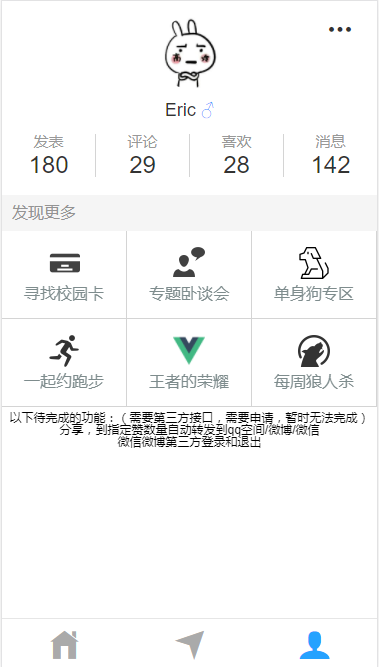 Eric
发表 评论 喜欢 消息
180 29 28 142
发现更多
寻找校园卡 专题卧谈会 单身狗专区
一起约跑步 王者的荣耀 每周狼人杀
以下待完成的功能：（需要第三方接口，需要申请，暂时无法完成）
分享，到指定赞数量自动转发到qq空间/微博/微信
微信微博第三方登录和退出